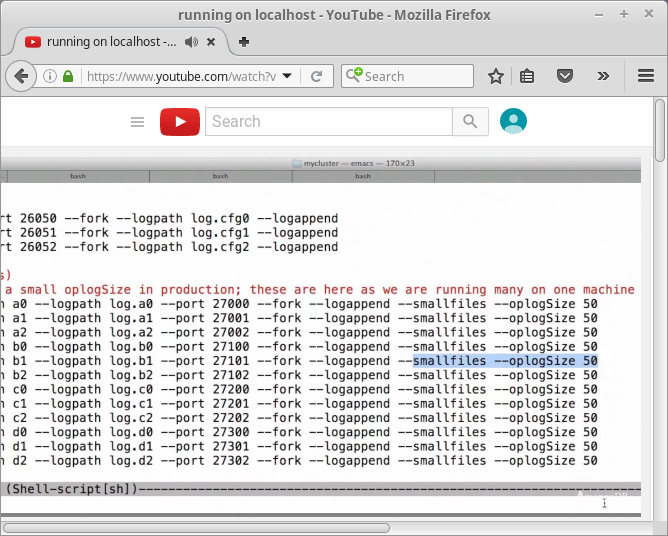 running on localhost - YouTube - Mozilla Firefox
running on localhost -...
https://www.youtube.com/watch?v
Search
Search
mycluster — emacs — 170×23
bash bash bash
rt 26050 --fork --logpath log.cfg0 --logappend
rt 26051 --fork --logpath log.cfg1 --logappend
rt 26052 --fork --logpath log.cfg2 --logappend
s)
a small oplogSize in production; these are here as we are running many on one machine
h a0 --logpath log.a0 --port 27000 --fork --logappend --smallfiles --oplogSize 50
h a1 --logpath log.a1 --port 27001 --fork --logappend --smallfiles --oplogSize 50
h a2 --logpath log.a2 --port 27002 --fork --logappend --smallfiles --oplogSize 50
h b0 --logpath log.b0 --port 27100 --fork --logappend --smallfiles --oplogSize 50
h b1 --logpath log.b1 --port 27101 --fork --logappend --smallfiles --oplogSize 50
h b2 --logpath log.b2 --port 27102 --fork --logappend --smallfiles --oplogSize 50
h c0 --logpath log.c0 --port 27200 --fork --logappend --smallfiles --oplogSize 50
h c1 --logpath log.c1 --port 27201 --fork --logappend --smallfiles --oplogSize 50
h c2 --logpath log.c2 --port 27202 --fork --logappend --smallfiles --oplogSize 50
h d0 --logpath log.d0 --port 27300 --fork --logappend --smallfiles --oplogSize 50
h d1 --logpath log.d1 --port 27301 --fork --logappend --smallfiles --oplogSize 50
h d2 --logpath log.d2 --port 27302 --fork --logappend --smallfiles --oplogSize 50
(Shell-script[sh])----------------------------------------------------------------------